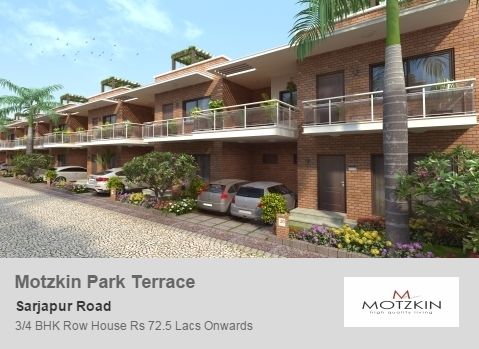 Motzkin Park Terrace
Sarjapur Road
3/4 BHK Row House Rs 72.5 Lacs Onwards
MOTZKIN
high quality living